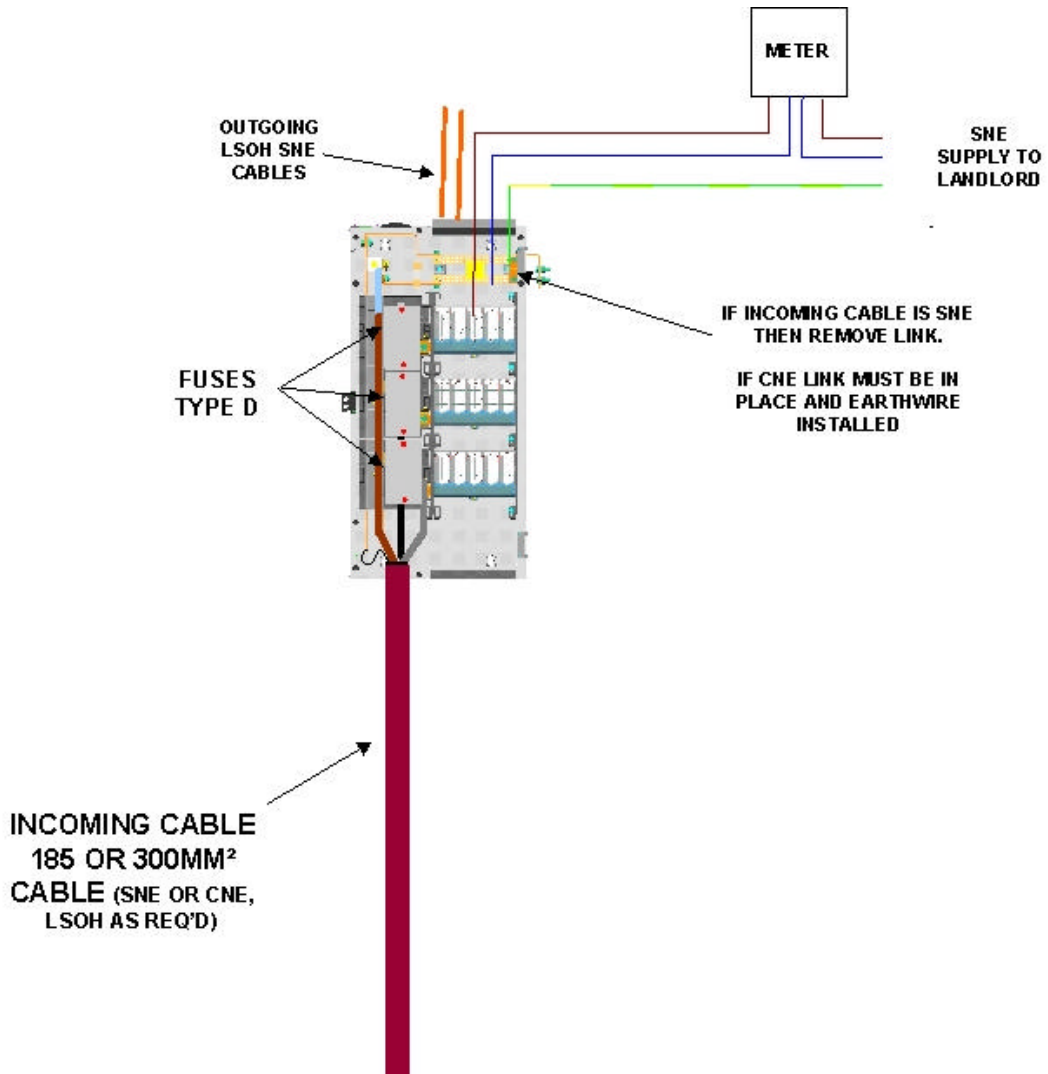 METER
OUTGOING
LSOH SNE
CABLES
SNE
SUPPLY TO
LANDLORD
IF INCOMING CABLE IS SNE
THEN REMOVE LINK.
IF CNE LINK MUST BE IN
PLACE AND EARTHWIRE
INSTALLED
FUSES
TYPE D
INCOMING CABLE
185 OR 300MM²
CABLE (SNE OR CNE,
LSOH AS REQ'D)